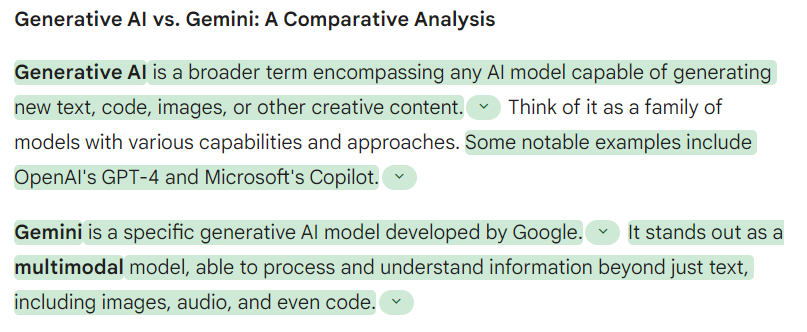 Generative AI vs. Gemini: A Comparative Analysis
Generative AI is a broader term encompassing any AI model capable of generating
new text, code, images, or other creative content. Think of it as a family of
models with various capabilities and approaches. Some notable examples include
OpenAI's GPT-4 and Microsoft's Copilot.
Gemini is a specific generative AI model developed by Google. It stands out as a
multimodal model, able to process and understand information beyond just text,
including images, audio, and even code.